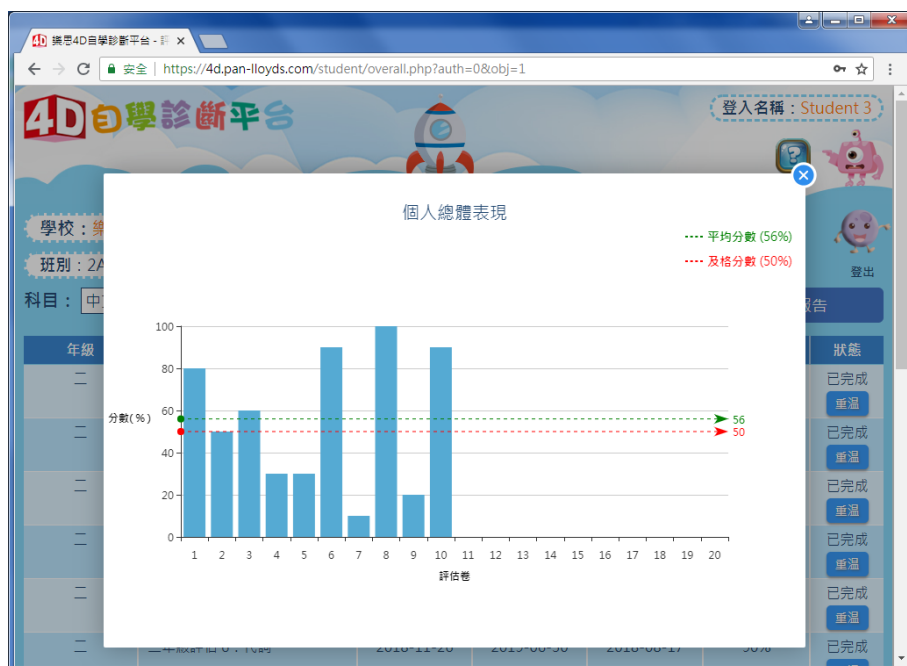 樂思4D自學診斷平台 - 評
安全 | https://4d.pan-lloyds.com/student/overall.php?auth=0&obj=1
4D自學診斷平台
登入名稱：Student 3
個人總體表現
平均分數 (56%)
及格分數 (50%)
學校：樂
班別：2A
登出
科目：
中
報告
年級
狀態
二
已完成
重溫
二
已完成
重溫
二
已完成
重溫
二
已完成
重溫
二
已完成
重溫
二
已完成
分數(%)
100
80
60
40
20
0
56
50
1 2 3 4 5 6 7 8 9 10 11 12 13 14 15 16 17 18 19 20
評估卷